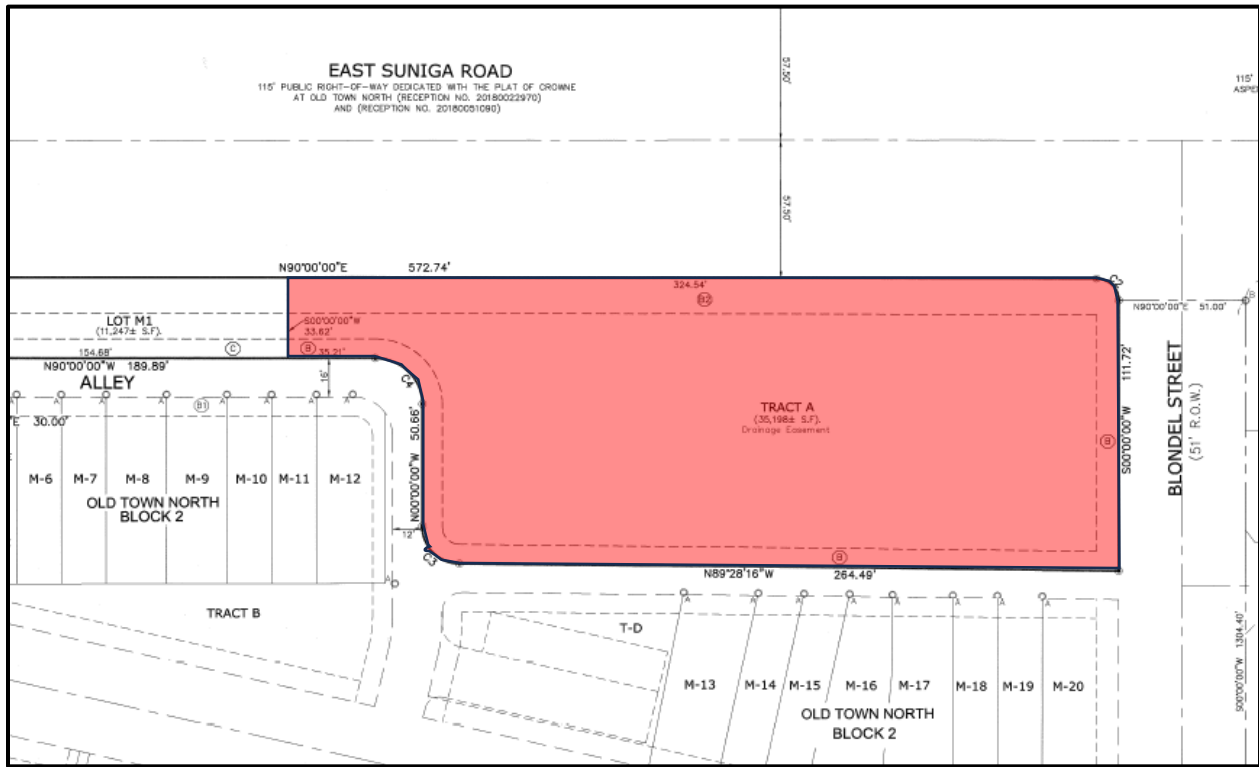 EAST SUNIGA ROAD
115' PUBLIC RIGHT-OF-WAY DEDICATED WITH THE PLAT OF CROWNE
AT OLD TOWN NORTH (RECEPTION NO. 20180022970)
AND (RECEPTION NO. 20180051090)
57.50'
115'
57.50'
N90°00'00"E 572.74'
324.54'
B2
C2
N90°00'00"E 51.00'
B
LOT M1
(11,247± S.F.)
S00°00'00"W
33.62'
154.68'
C
B
35.21'
N90°00'00"W 189.89'
ALLEY
16'
C4
B1
E 30.00'
N00°00'00"W 50.66'
TRACT A
(35,198± S.F.)
Drainage Easement
111.72'
S00°00'00"W
B
BLONDEL STREET
(51' R.O.W.)
M-6
M-7
M-8
M-9
M-10
M-11
M-12
OLD TOWN NORTH
BLOCK 2
12'
C3
B
N89°28'16"W 264.49'
A
TRACT B
T-D
A
A
A
A
A
A
A
A
M-13
M-14
M-15
M-16
M-17
M-18
M-19
M-20
OLD TOWN NORTH
BLOCK 2
S00°00'00"W 1304.40'